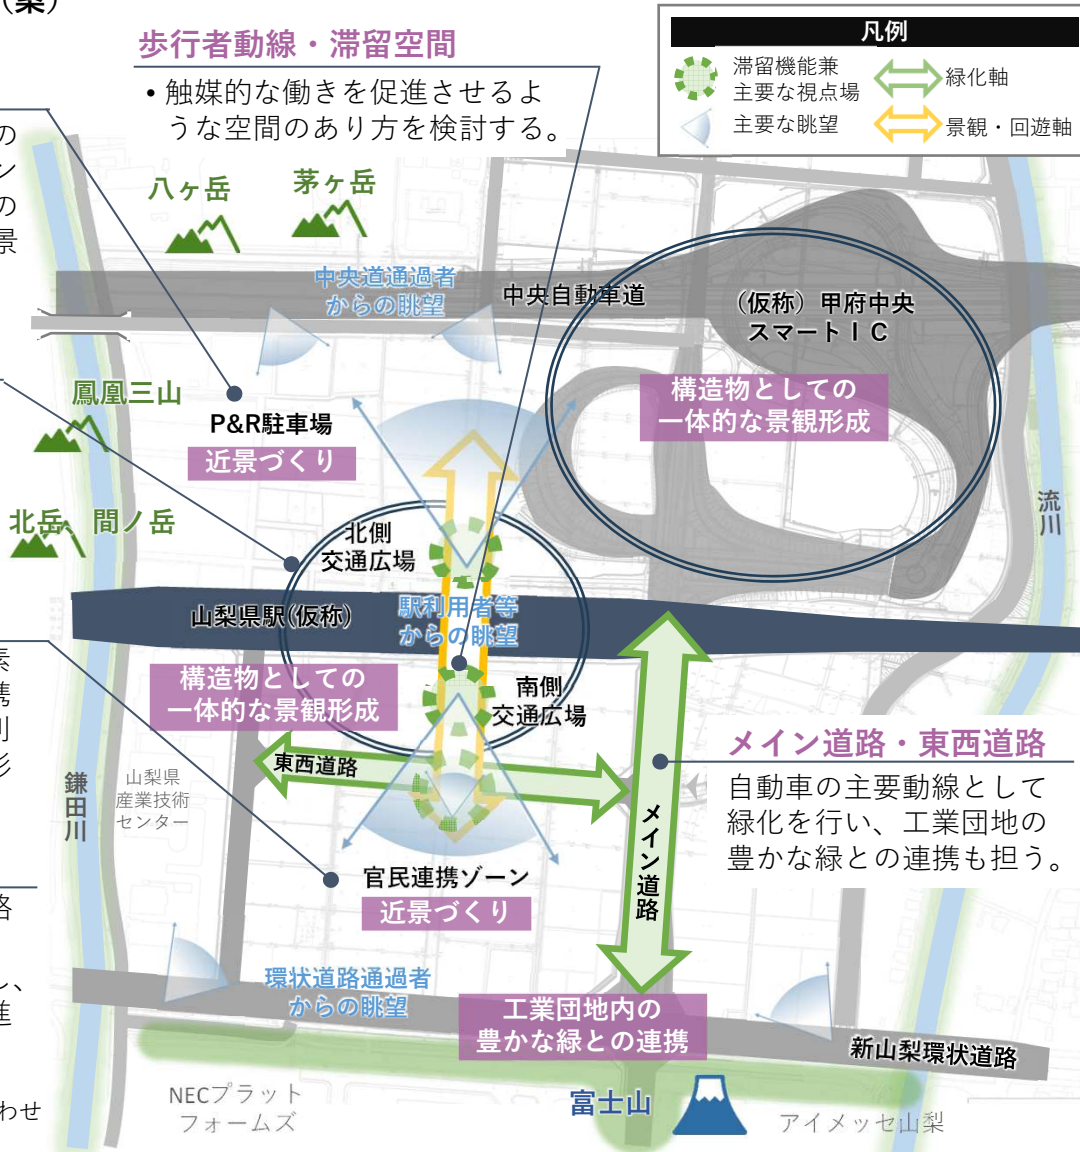 (案)
歩行者動線・滞留空間
• 触媒的な働きを促進させるよ
うな空間のあり方を検討する。
凡例
滞留機能兼
主要な視点場
緑化軸
主要な眺望
景観・回遊軸
の
ン
の
景
八ヶ岳
茅ヶ岳
中央道通過者
からの眺望
中央自動車道
(仮称)甲府中央
スマートIC
構造物としての
一体的な景観形成
鳳凰三山
P&R駐車場
近景づくり
北岳
間ノ岳
北側
交通広場
流川
山梨県駅(仮称)
駅利用者等
からの眺望
素
携
別
形
構造物としての
一体的な景観形成
南側
交通広場
東西道路
メイン道路・東西道路
自動車の主要動線として
緑化を行い、工業団地の
豊かな緑との連携も担う。
鎌田川
山梨県
産業技術
センター
メイン道路
官民連携ゾーン
近景づくり
路
し、
進
環状道路通過者
からの眺望
工業団地内の
豊かな緑との連携
新山梨環状道路
わせ
NECプラット
フォームズ
富士山
アイメッセ山梨